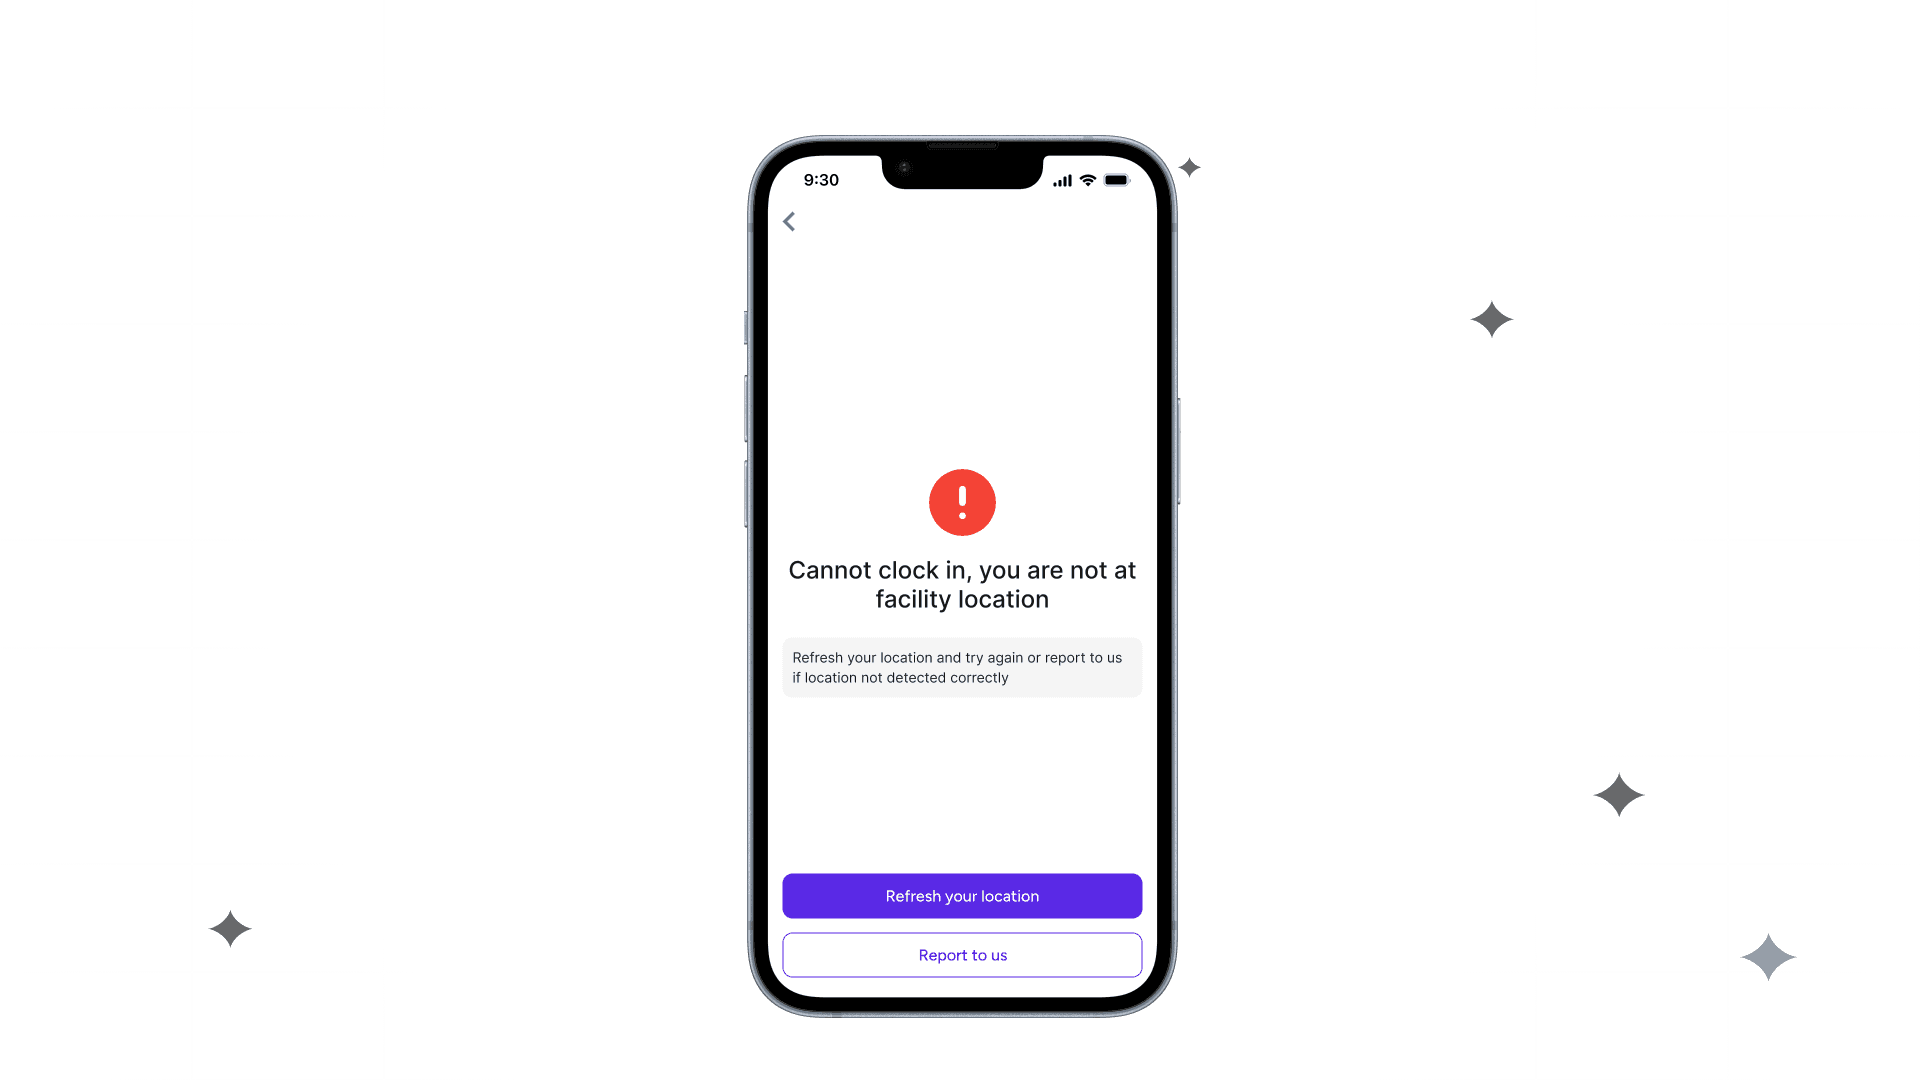 9:30
Cannot clock in, you are not at
facility location
Refresh your location and try again or report to us
if location not detected correctly
Refresh your location
Report to us